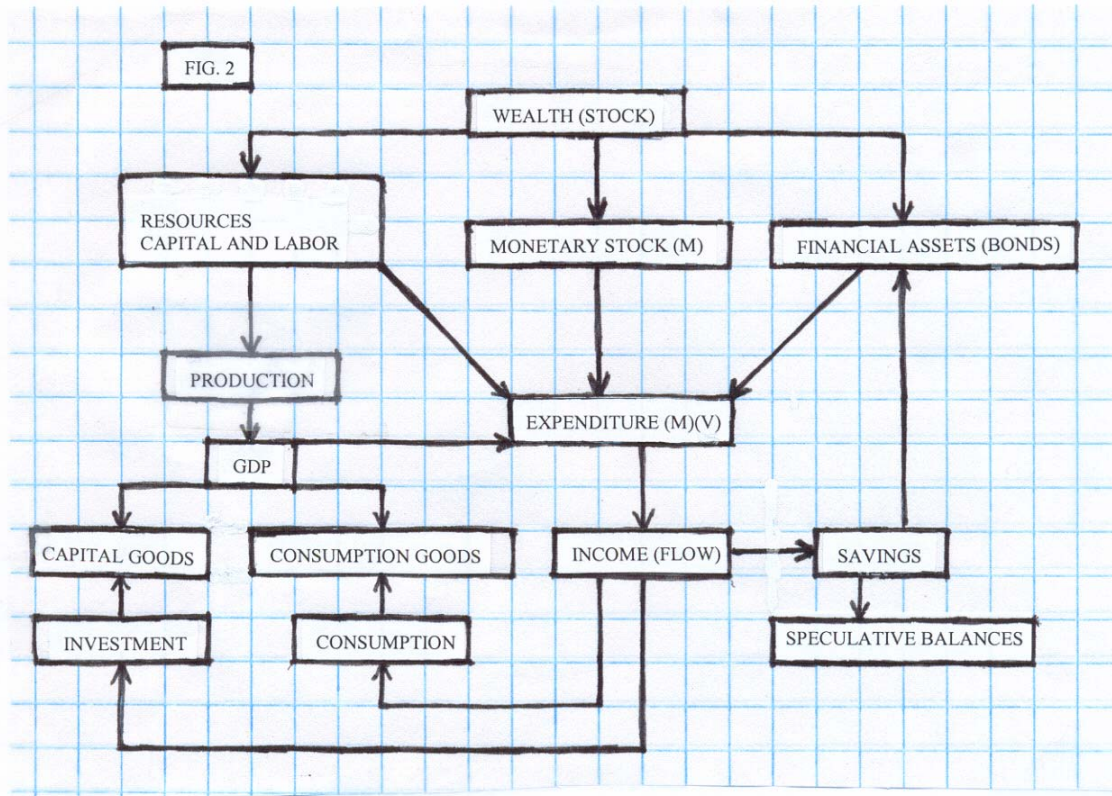 FIG. 2
WEALTH (STOCK)
RESOURCES
CAPITAL AND LABOR
MONETARY STOCK (M)
FINANCIAL ASSETS (BONDS)
PRODUCTION
EXPENDITURE (M)(V)
GDP
CAPITAL GOODS
CONSUMPTION GOODS
INCOME (FLOW)
SAVINGS
INVESTMENT
CONSUMPTION
SPECULATIVE BALANCES